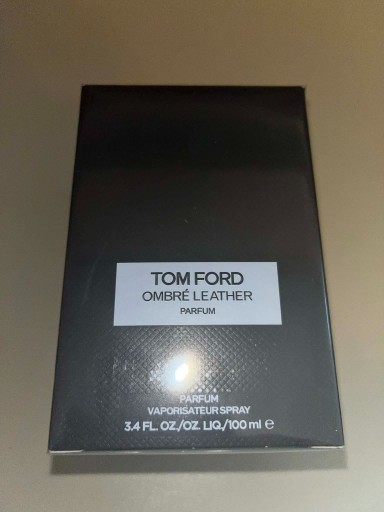 TOM FORD
OMBRÉ LEATHER
PARFUM
PARFUM
VAPORISATEUR SPRAY
3.4 FL. OZ./OZ. LIQ./100 ml ℮